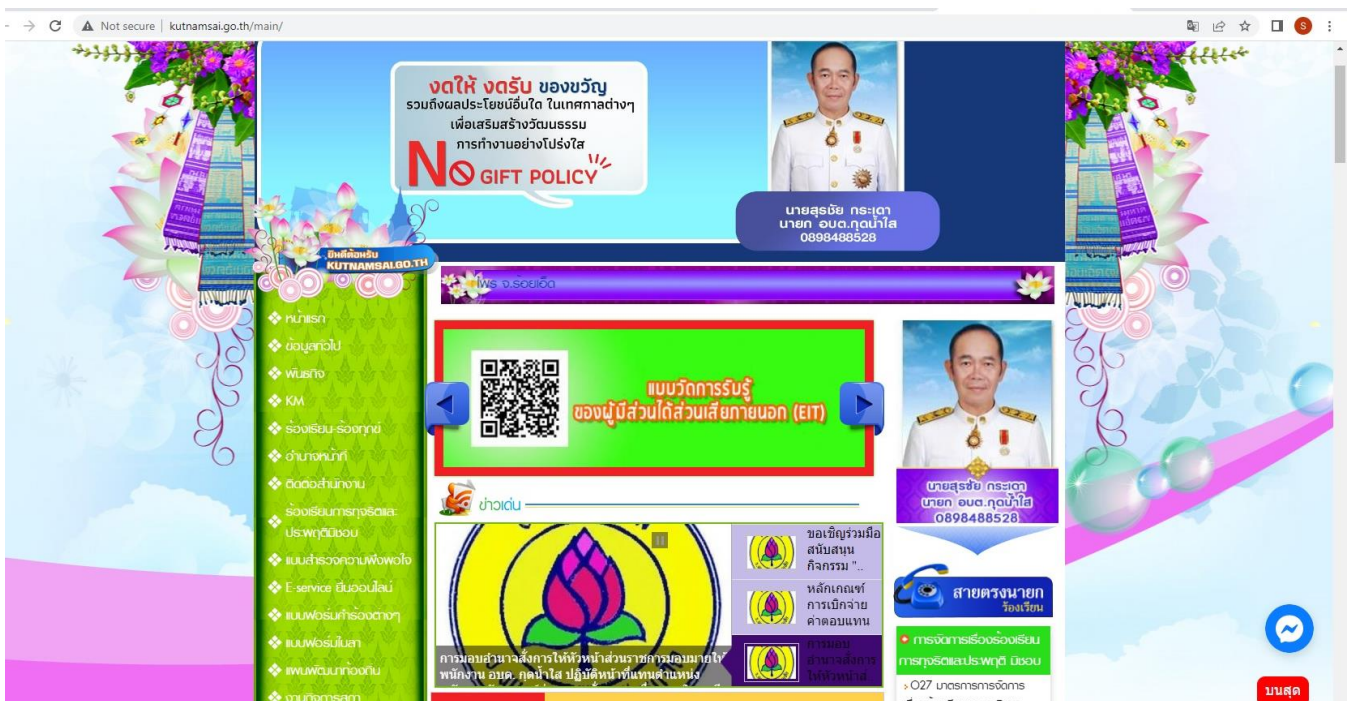 Not secure
kutnamsai.go.th/main/
S
งดให้ งดรับ ของขวัญ
รวมถึงผลประโยชน์อื่นใด ในเทศกาลต่างๆ
เพื่อเสริมสร้างวัฒนธรรม
การทำงานอย่างโปร่งใส
NO GIFT POLICY
นายสุรชัย กระเดา
นายก อบต.กุดน้ำใส
0898488528
ยินดีต้อนรับ
KUTNAMSAI.GO.TH
ไพร จ.ร้อยเอ็ด
หน้าแรก
ข้อมูลทั่วไป
พันธกิจ
KM
ร้องเรียน-ร้องทุกข์
อำนาจหน้าที่
ติดต่อสำนักงาน
ร้องเรียนการทุจริตและ
ประพฤติมิชอบ
แบบสำรวจความพึงพอใจ
E-service ยื่นออนไลน์
แบบฟอร์มคำร้องต่างๆ
แบบฟอร์มใบลา
แผนพัฒนาท้องถิ่น
งานกิจการสภา
แบบวัดการรับรู้
ของผู้มีส่วนได้ส่วนเสียภายนอก (EIT)
ข่าวเด่น
การมอบอำนาจสั่งการให้หัวหน้าส่วนราชการมอบมายให้
พนักงาน อบต. กุดน้ำใส ปฏิบัติหน้าที่แทนตำแหน่ง
ขอเชิญร่วมมือ
สนับสนุน
กิจกรรม "..
หลักเกณฑ์
การเบิกจ่าย
ค่าตอบแทน
การมอบ
อำนาจสั่งการ
ให้หัวหน้าส่
นายสุรชัย กระเดา
นายก อบต.กุดน้ำใส
0898488528
สายตรงนายก
ร้องเรียน
การจัดการเรื่องร้องเรียน
การทุจริตและประพฤติ มิชอบ
O27 มาตรการการจัดการ
บนสุด